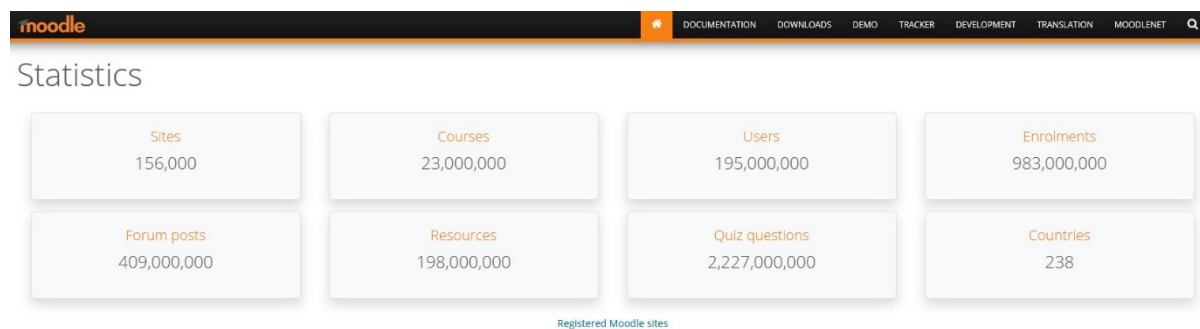 moodle
DOCUMENTATION DOWNLOADS DEMO TRACKER DEVELOPMENT TRANSLATION MOODLENET
Statistics
Sites Courses Users Enrolments
156,000 23,000,000 195,000,000 983,000,000
Forum posts Resources Quiz questions Countries
409,000,000 198,000,000 2,227,000,000 238
Registered Moodle sites